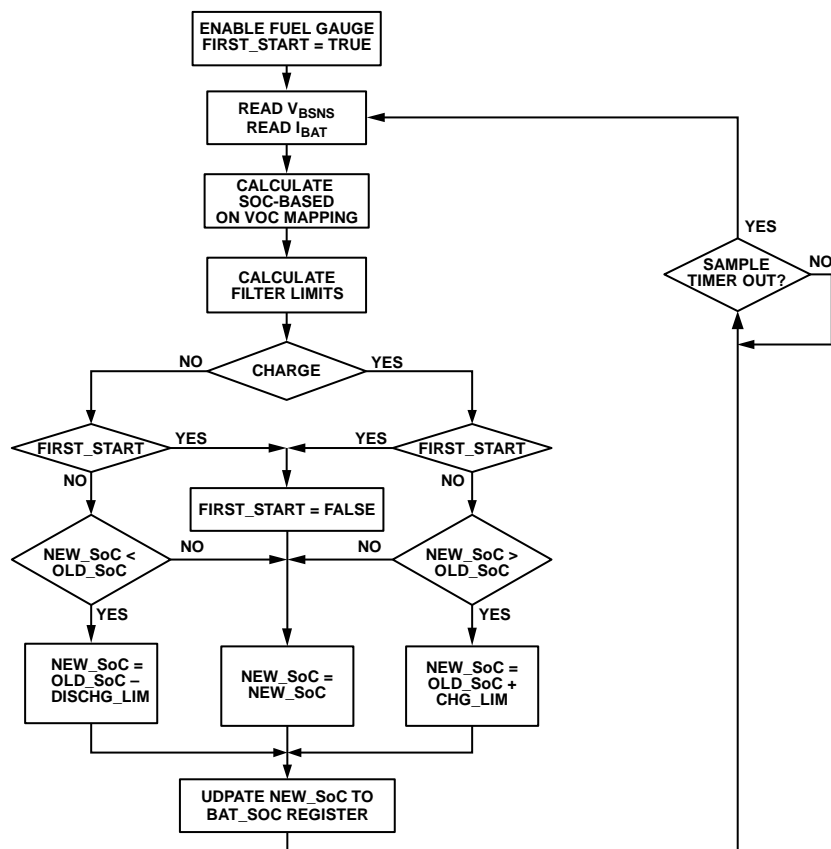 ENABLE FUEL GAUGE
FIRST_START = TRUE
READ VBSNS
READ IBAT
CALCULATE
SOC-BASED
ON VOC MAPPING
YES
SAMPLE
TIMER OUT?
NO
CALCULATE
FILTER LIMITS
NO
CHARGE
YES
FIRST_START
YES
YES
FIRST_START
NO
NO
FIRST_START = FALSE
NEW_SoC <
OLD_SoC
NO
NO
NEW_SoC >
OLD_SoC
YES
YES
NEW_SoC =
OLD_SoC –
DISCHG_LIM
NEW_SoC =
NEW_SoC
NEW_SoC =
OLD_SoC +
CHG_LIM
UDPATE NEW_SoC TO
BAT_SOC REGISTER